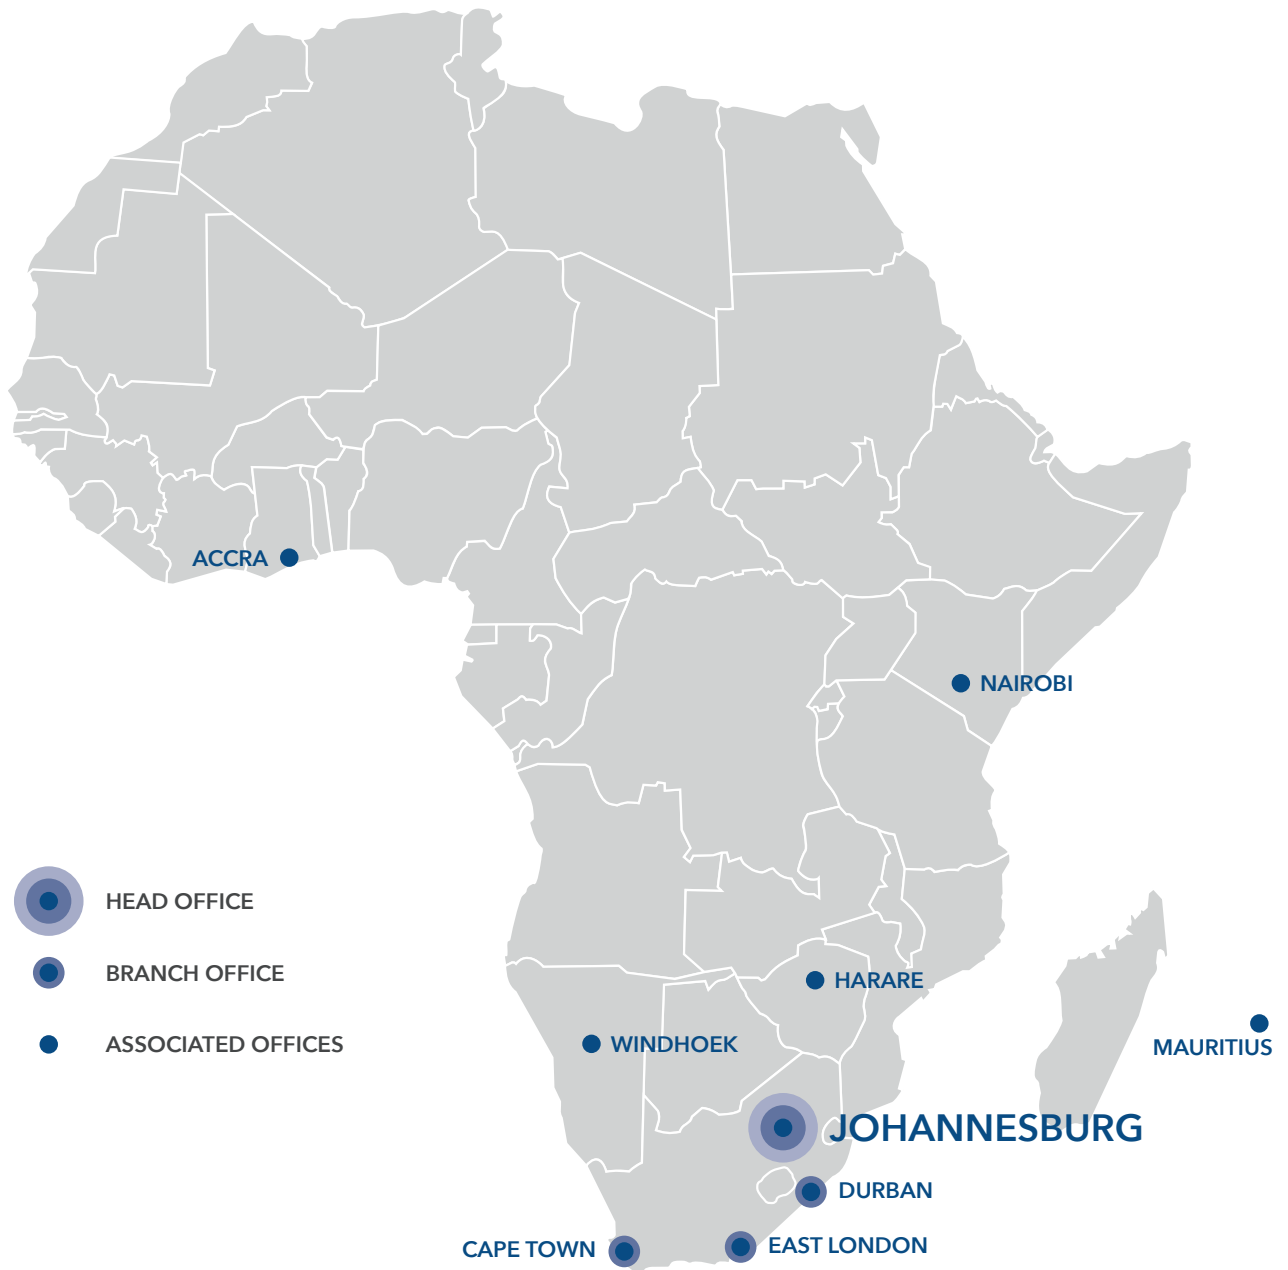 ACCRA
NAIROBI
HEAD OFFICE
BRANCH OFFICE
HARARE
ASSOCIATED OFFICES
WINDHOEK
MAURITIUS
JOHANNESBURG
DURBAN
CAPE TOWN
EAST LONDON